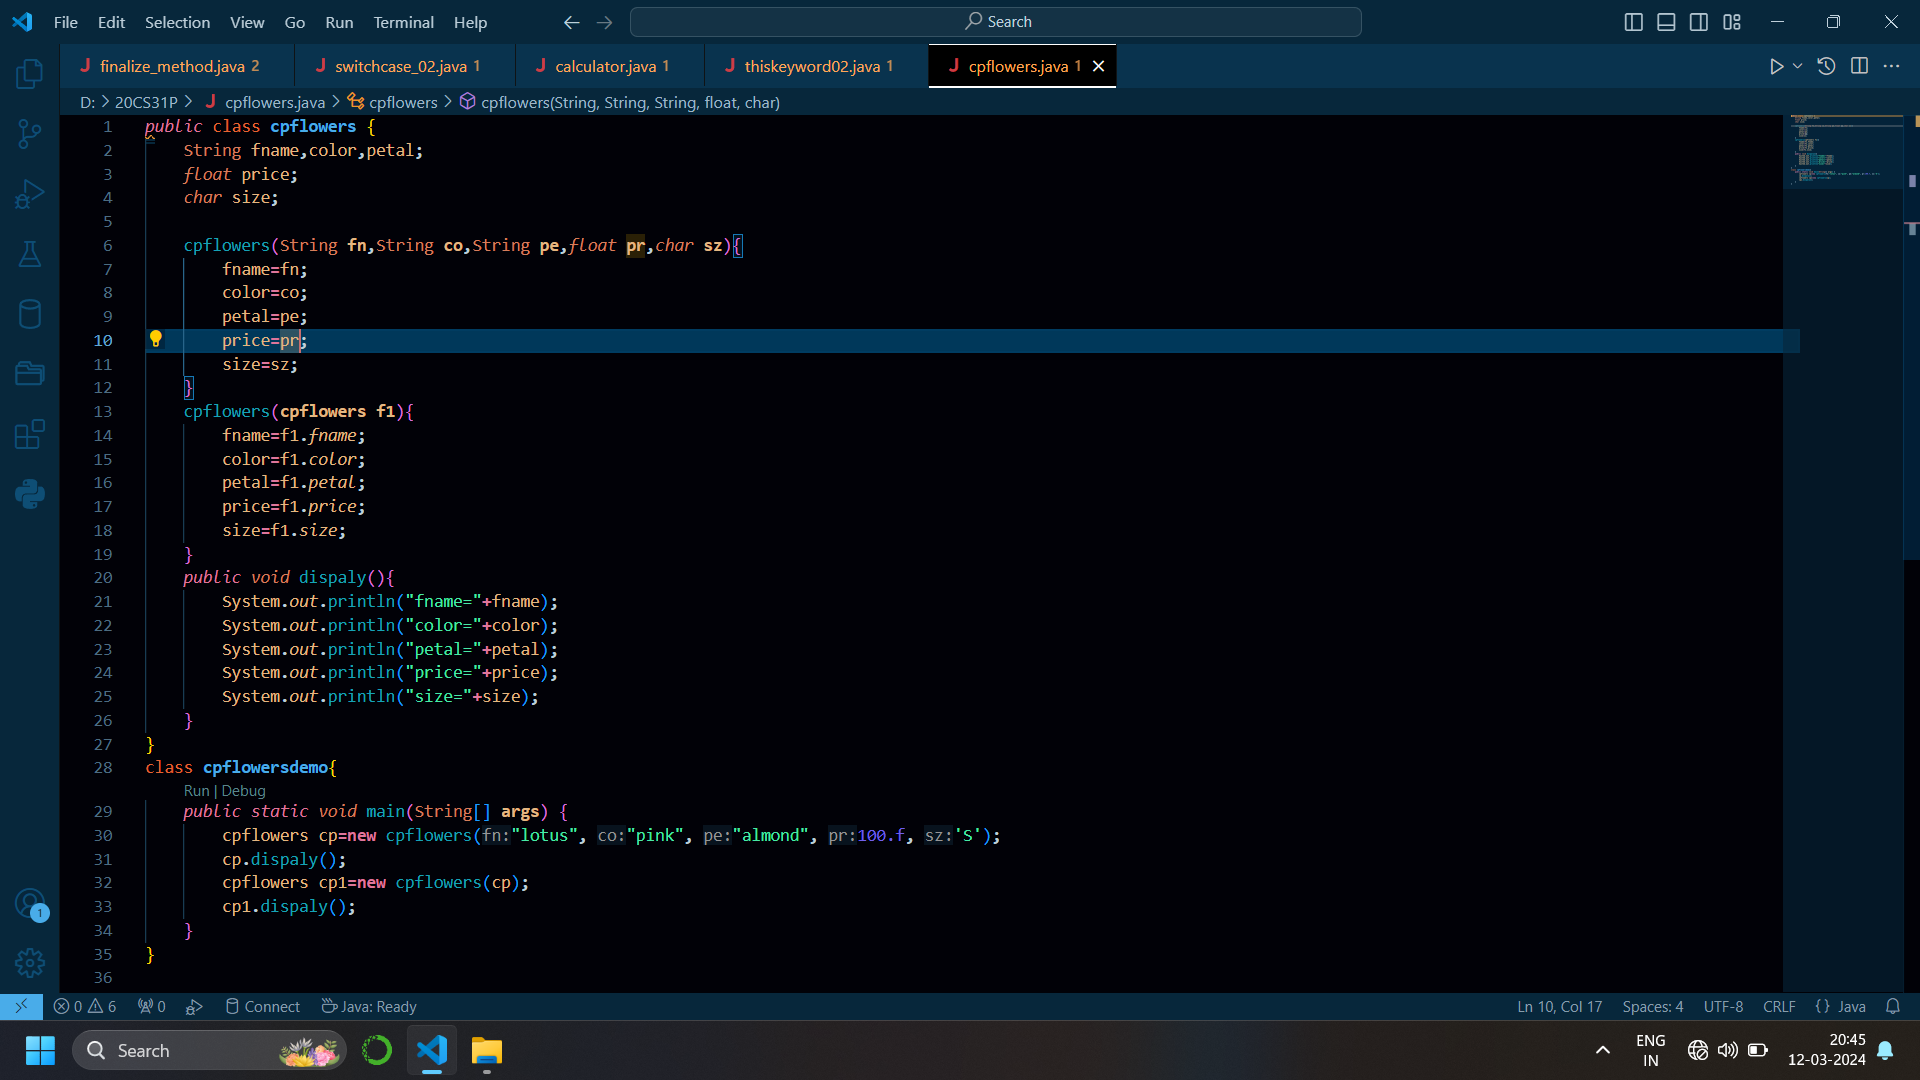 File Edit Selection View Go Run Terminal Help Search
finalize_method.java 2 switchcase_02.java 1 calculator.java 1 thiskeyword02.java 1 cpflowers.java 1
D: > 20CS31P > cpflowers.java > cpflowers > cpflowers(String, String, String, float, char)
1 public class cpflowers {
2 String fname,color,petal;
3 float price;
4 char size;
5
6 cpflowers(String fn,String co,String pe,float pr,char sz){
7 fname=fn;
8 color=co;
9 petal=pe;
10 price=pr;
11 size=sz;
12 }
13 cpflowers(cpflowers f1){
14 fname=f1.fname;
15 color=f1.color;
16 petal=f1.petal;
17 price=f1.price;
18 size=f1.size;
19 }
20 public void dispaly(){
21 System.out.println("fname="+fname);
22 System.out.println("color="+color);
23 System.out.println("petal="+petal);
24 System.out.println("price="+price);
25 System.out.println("size="+size);
26 }
27 }
28 class cpflowersdemo{
Run | Debug
29 public static void main(String[] args) {
30 cpflowers cp=new cpflowers(fn:"lotus", co:"pink", pe:"almond", pr:100.f, sz:'S');
31 cp.dispaly();
32 cpflowers cp1=new cpflowers(cp);
33 cp1.dispaly();
34 }
35 }
36
1
0 6 0 Connect Java: Ready Ln 10, Col 17 Spaces: 4 UTF-8 CRLF {} Java
Search ENG 20:45
IN 12-03-2024